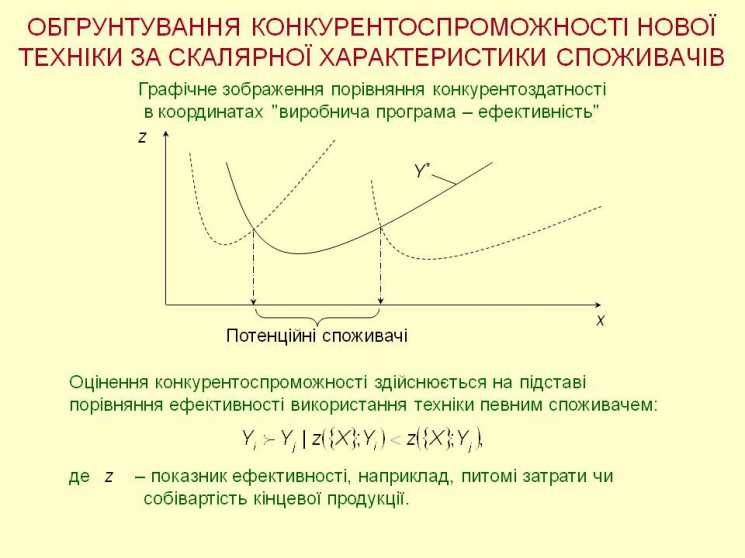 ОБГРУНТУВАННЯ КОНКУРЕНТОСПРОМОЖНОСТІ НОВОЇ
ТЕХНІКИ ЗА СКАЛЯРНОЇ ХАРАКТЕРИСТИКИ СПОЖИВАЧІВ
Графічне зображення порівняння конкурентоздатності
в координатах "виробнича програма – ефективність"
z
Y*
x
Потенційні споживачі
Оцінення конкурентоспроможності здійснюється на підставі
порівняння ефективності використання техніки певним споживачем:
Y_i ≻ Y_j | z({X};Y_i) < z({X};Y_j),
де z – показник ефективності, наприклад, питомі затрати чи
собівартість кінцевої продукції.